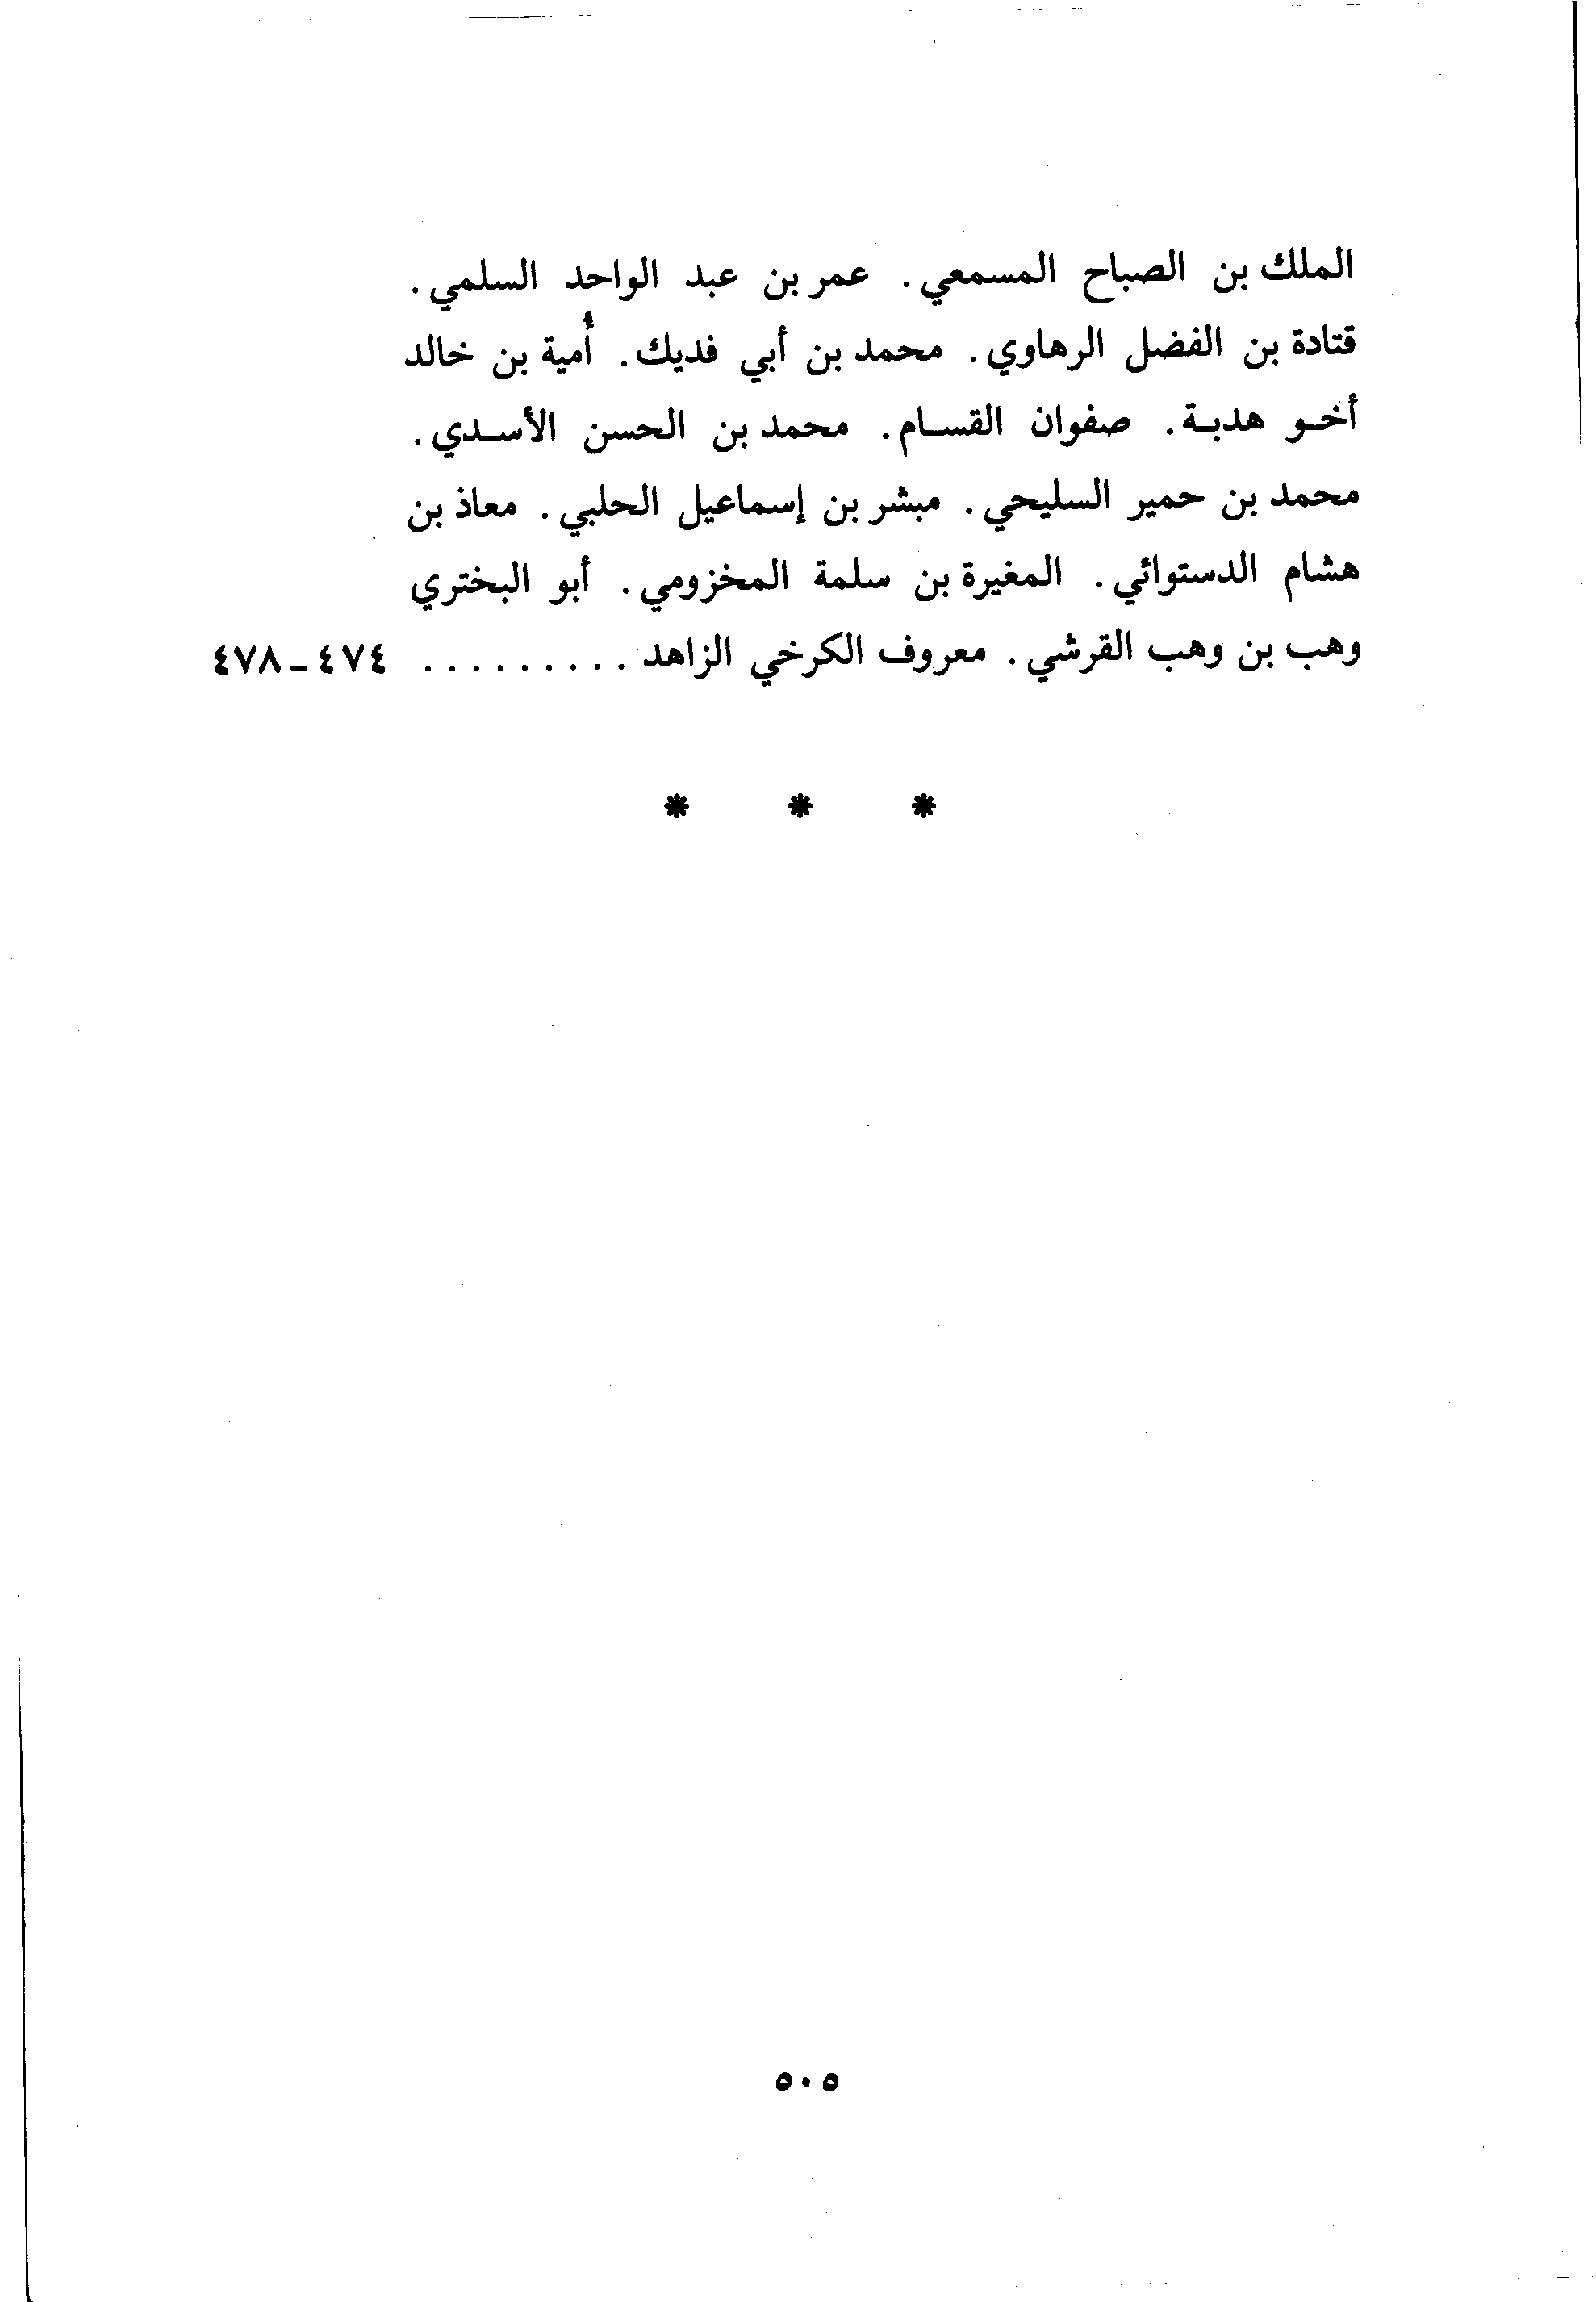 الملك بن الصباح المسمعي. عمر بن عبد الواحد السلمي.
قتادة بن الفضل الرهاوي. محمد بن أبي فديك. أُمية بن خالد
أخو هدبة. صفوان القسام. محمد بن الحسن الأسدي.
محمد بن حمير السليحي. مبشر بن إسماعيل الحلبي. معاذ بن
هشام الدستوائي. المغيرة بن سلمة المخزومي. أبو البختري
وهب بن وهب القرشي. معروف الكرخي الزاهد . . . . . . . . . ٤٧٤-٤٧٨
* * *
٥٠٥